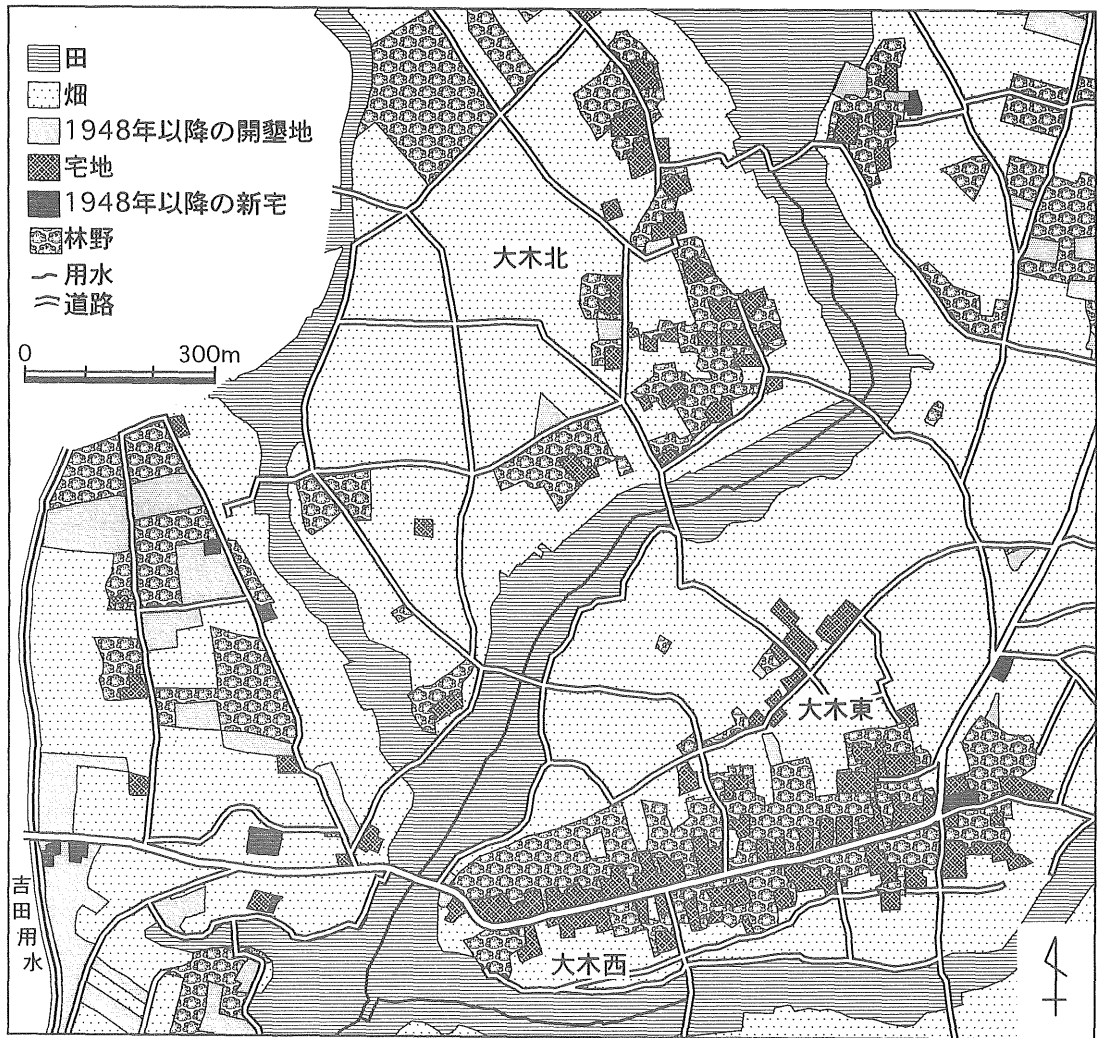 田
畑
1948年以降の開墾地
宅地
1948年以降の新宅
林野
用水
道路
0 300m
大木北
大木東
大木西
吉田用水